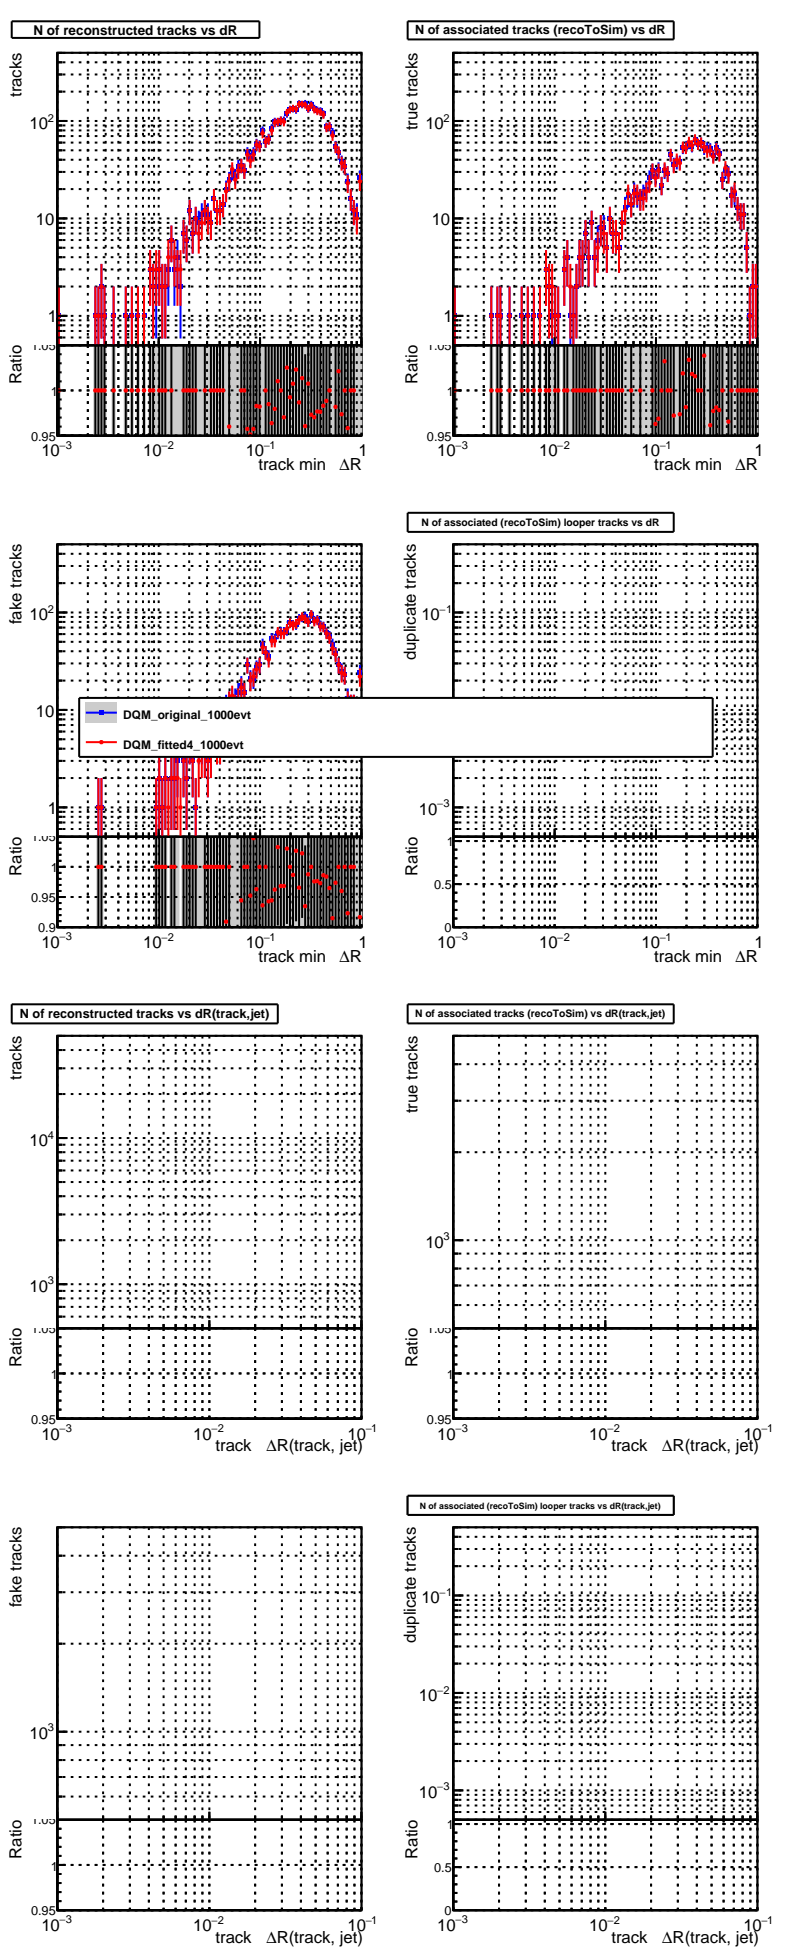 N of reconstructed tracks vs dR
tracks
10²
10
1
Ratio
1.05
1
0.95
10⁻³ 10⁻² 10⁻¹ 1
track min ΔR
N of associated tracks (recoToSim) vs dR
true tracks
10²
10
1
Ratio
1.05
1
0.95
10⁻³ 10⁻² 10⁻¹ 1
track min ΔR
fake tracks
10²
10
1
Ratio
1.05
1
0.95
0.9
10⁻³ 10⁻² 10⁻¹ 1
track min ΔR
N of associated (recoToSim) looper tracks vs dR
duplicate tracks
10⁻¹
10⁻³
Ratio
1
0.5
0
10⁻³ 10⁻² 10⁻¹ 1
track min ΔR
DQM_original_1000evt
DQM_fitted4_1000evt
N of reconstructed tracks vs dR(track,jet)
tracks
10⁴
10³
Ratio
1.05
1
0.95
10⁻³ 10⁻² 10⁻¹
track ΔR(track, jet)
N of associated tracks (recoToSim) vs dR(track,jet)
true tracks
10³
Ratio
1.05
1
0.95
10⁻³ 10⁻² 10⁻¹
track ΔR(track, jet)
fake tracks
10³
Ratio
1.05
1
0.95
10⁻³ 10⁻² 10⁻¹
track ΔR(track, jet)
N of associated (recoToSim) looper tracks vs dR(track,jet)
duplicate tracks
10⁻¹
10⁻²
10⁻³
Ratio
1
0.5
0
10⁻³ 10⁻² 10⁻¹
track ΔR(track, jet)